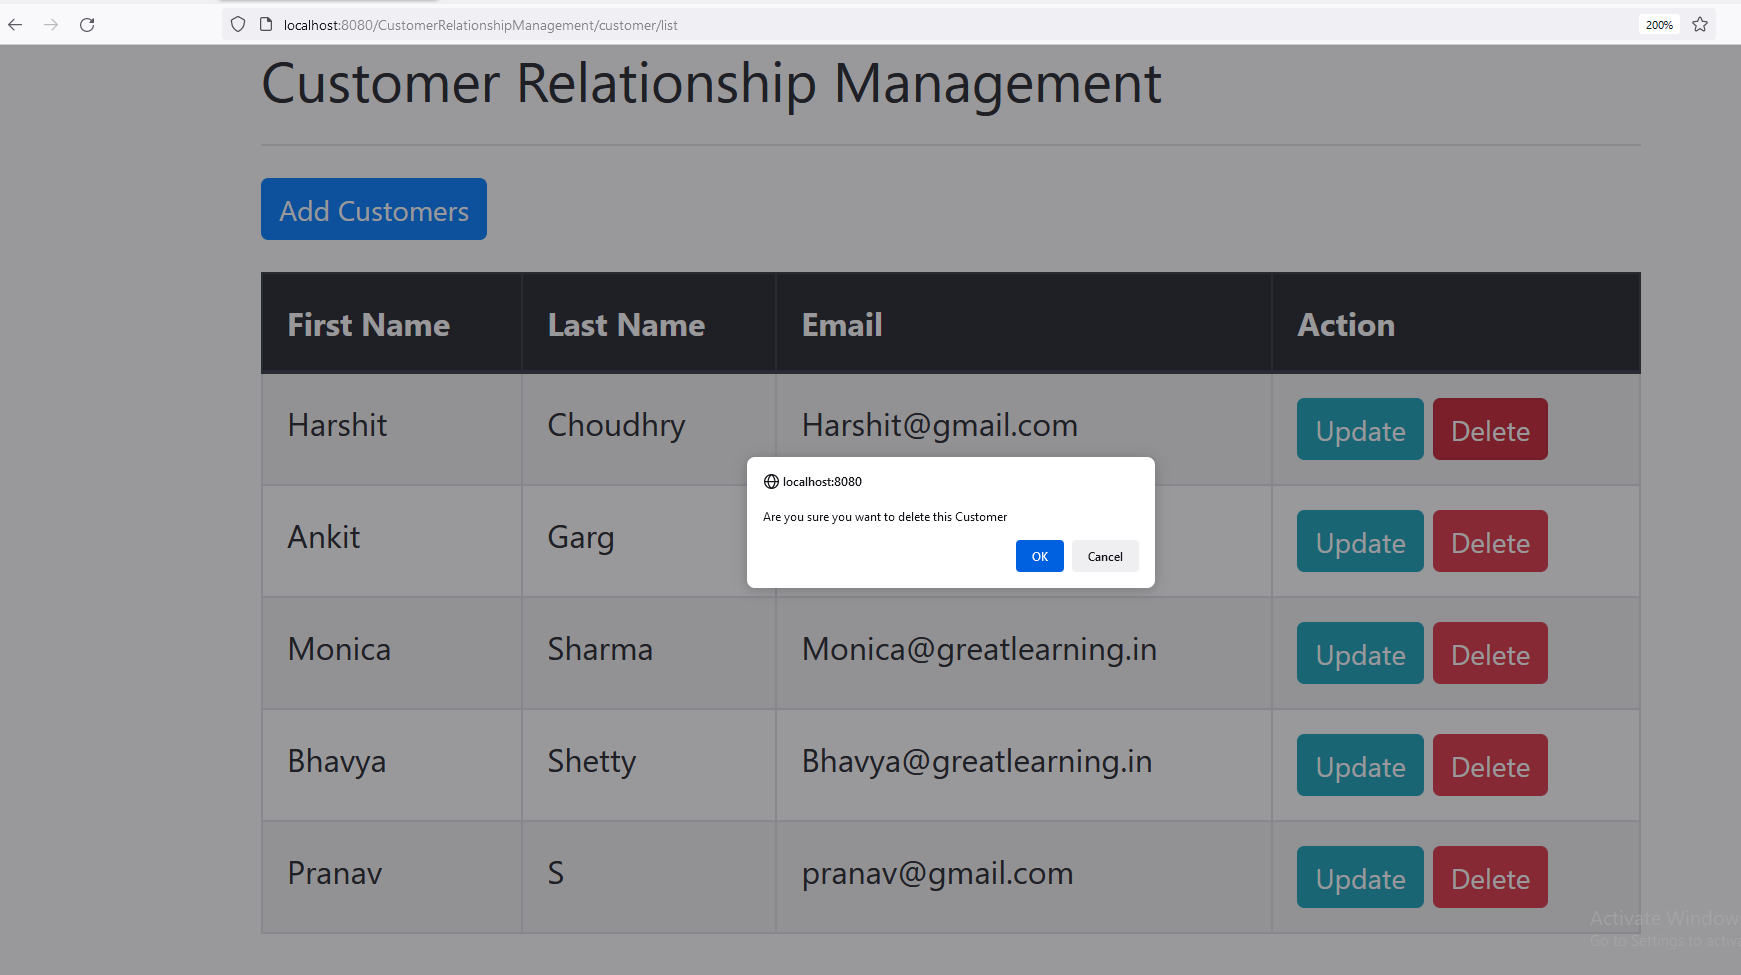 localhost:8080/CustomerRelationshipManagement/customer/list 200%
Customer Relationship Management
Add Customers
First Name Last Name Email Action
Harshit Choudhry Harshit@gmail.com Update Delete
localhost:8080
Are you sure you want to delete this Customer
OK Cancel
Ankit Garg Update Delete
Monica Sharma Monica@greatlearning.in Update Delete
Bhavya Shetty Bhavya@greatlearning.in Update Delete
Pranav S pranav@gmail.com Update Delete
Activate Window
Go to Settings to activ